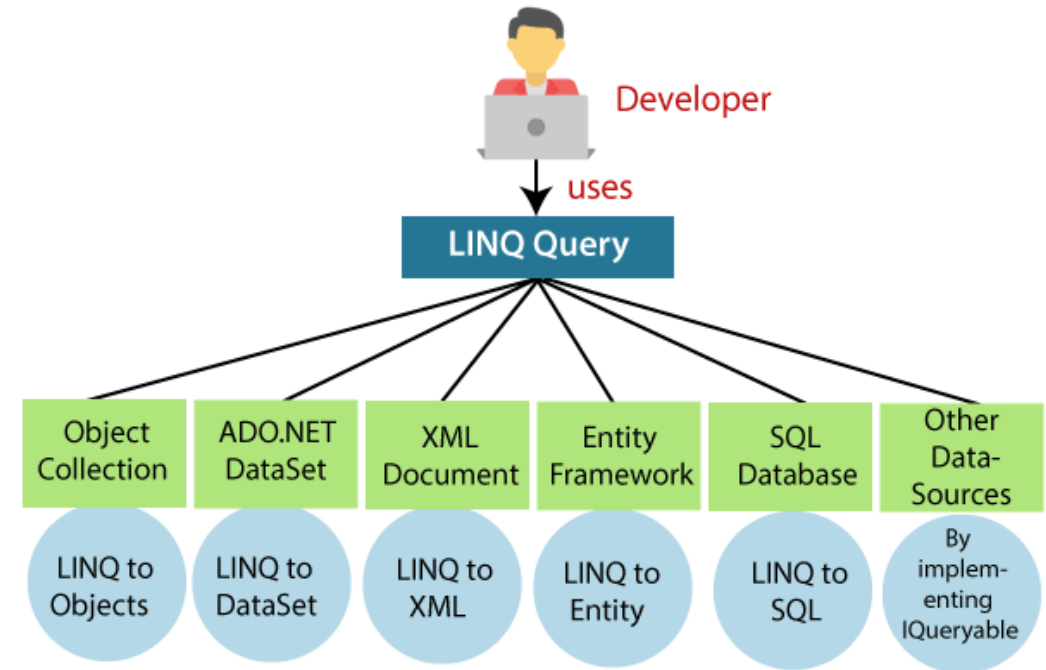 Developer
uses
LINQ Query
Object
Collection
ADO.NET
DataSet
XML
Document
Entity
Framework
SQL
Database
Other
Data-
Sources
LINQ to
Objects
LINQ to
DataSet
LINQ to
XML
LINQ to
Entity
LINQ to
SQL
By
implem-
enting
IQueryable